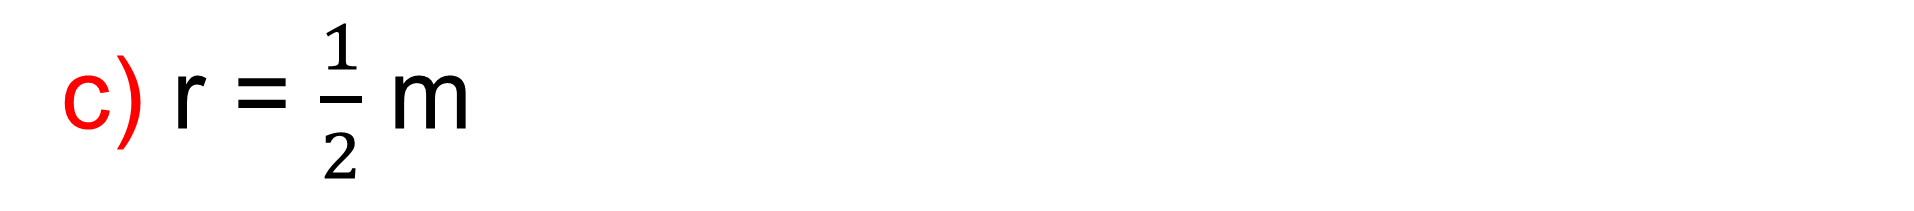 c) r = 1/2 m